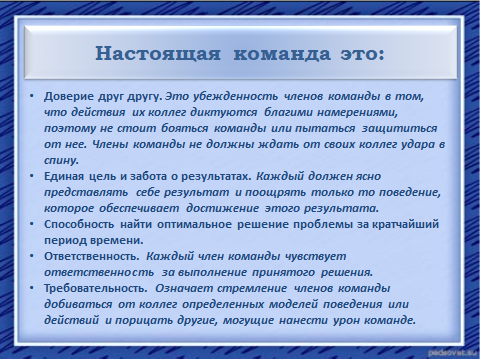 Настоящая команда это:
• Доверие друг другу. Это убежденность членов команды в том,
что действия их коллег диктуются благими намерениями,
поэтому не стоит бояться команды или пытаться защититься
от нее. Члены команды не должны ждать от своих коллег удара в
спину.
• Единая цель и забота о результатах. Каждый должен ясно
представлять себе результат и поощрять только то поведение,
которое обеспечивает достижение этого результата.
• Способность найти оптимальное решение проблемы за кратчайший
период времени.
• Ответственность. Каждый член команды чувствует
ответственность за выполнение принятого решения.
• Требовательность. Означает стремление членов команды
добиваться от коллег определенных моделей поведения или
действий и порицать другие, могущие нанести урон команде.
pedsovet.su